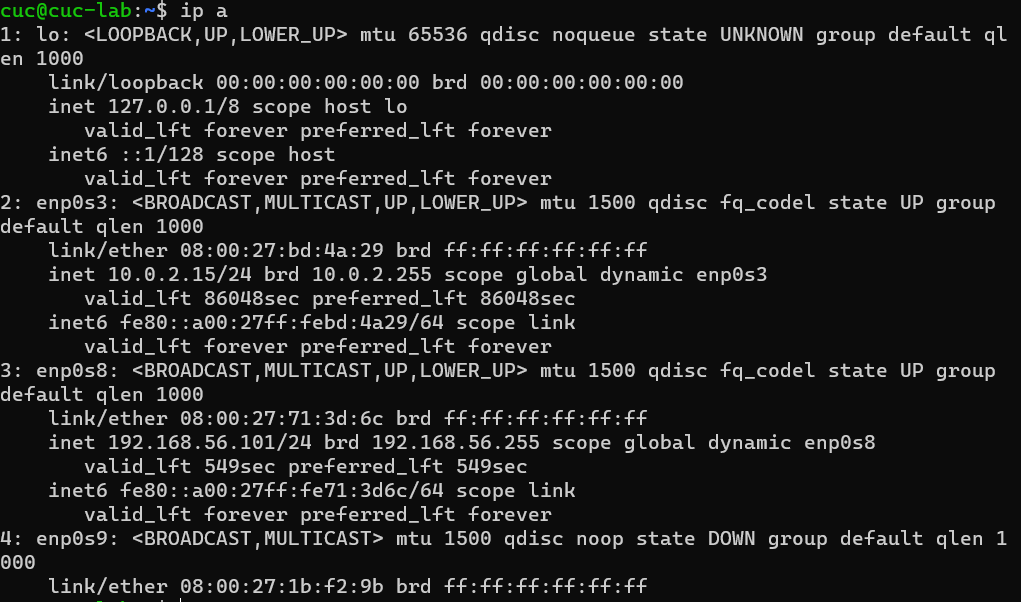 cuc@cuc-lab:~$ ip a
1: lo: <LOOPBACK,UP,LOWER_UP> mtu 65536 qdisc noqueue state UNKNOWN group default ql
en 1000
    link/loopback 00:00:00:00:00:00 brd 00:00:00:00:00:00
    inet 127.0.0.1/8 scope host lo
       valid_lft forever preferred_lft forever
    inet6 ::1/128 scope host
       valid_lft forever preferred_lft forever
2: enp0s3: <BROADCAST,MULTICAST,UP,LOWER_UP> mtu 1500 qdisc fq_codel state UP group
default qlen 1000
    link/ether 08:00:27:bd:4a:29 brd ff:ff:ff:ff:ff:ff
    inet 10.0.2.15/24 brd 10.0.2.255 scope global dynamic enp0s3
       valid_lft 86048sec preferred_lft 86048sec
    inet6 fe80::a00:27ff:febd:4a29/64 scope link
       valid_lft forever preferred_lft forever
3: enp0s8: <BROADCAST,MULTICAST,UP,LOWER_UP> mtu 1500 qdisc fq_codel state UP group
default qlen 1000
    link/ether 08:00:27:71:3d:6c brd ff:ff:ff:ff:ff:ff
    inet 192.168.56.101/24 brd 192.168.56.255 scope global dynamic enp0s8
       valid_lft 549sec preferred_lft 549sec
    inet6 fe80::a00:27ff:fe71:3d6c/64 scope link
       valid_lft forever preferred_lft forever
4: enp0s9: <BROADCAST,MULTICAST> mtu 1500 qdisc noop state DOWN group default qlen 1
000
    link/ether 08:00:27:1b:f2:9b brd ff:ff:ff:ff:ff:ff